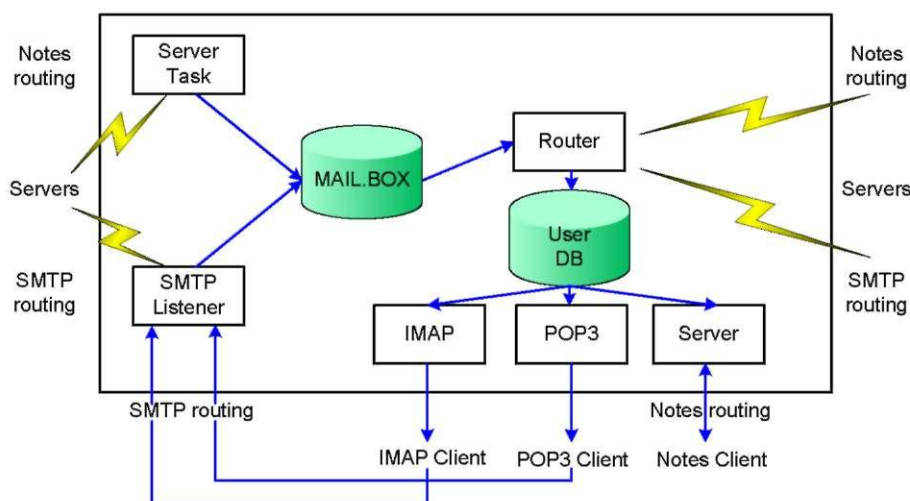 Notes
routing
Server
Task
Notes
routing
MAIL.BOX
Router
Servers
Servers
User
DB
SMTP
routing
SMTP
Listener
SMTP
routing
IMAP
POP3
Server
SMTP routing
Notes routing
IMAP Client
POP3 Client
Notes Client